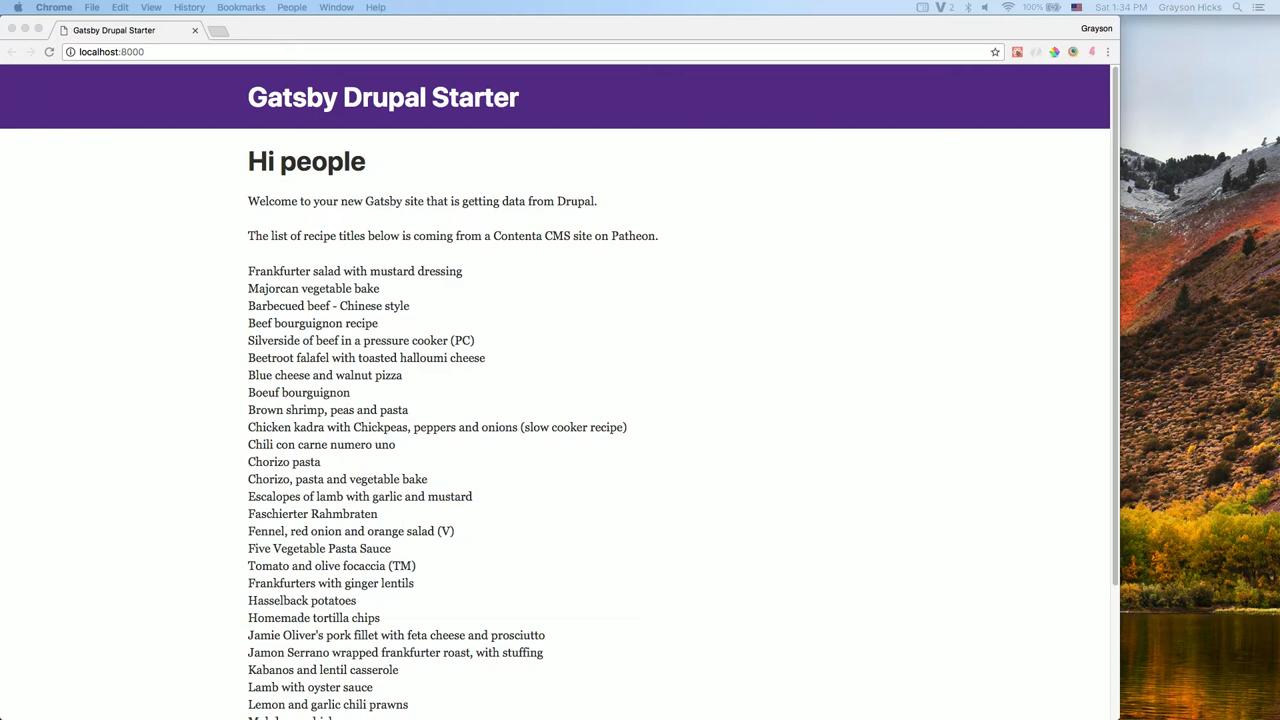 Chrome File Edit View History Bookmarks People Window Help
2 100% Sat 1:34 PM Grayson Hicks
Gatsby Drupal Starter
Grayson
localhost:8000
Gatsby Drupal Starter
Hi people
Welcome to your new Gatsby site that is getting data from Drupal.
The list of recipe titles below is coming from a Contenta CMS site on Patheon.
Frankfurter salad with mustard dressing
Majorcan vegetable bake
Barbecued beef - Chinese style
Beef bourguignon recipe
Silverside of beef in a pressure cooker (PC)
Beetroot falafel with toasted halloumi cheese
Blue cheese and walnut pizza
Boeuf bourguignon
Brown shrimp, peas and pasta
Chicken kadra with Chickpeas, peppers and onions (slow cooker recipe)
Chili con carne numero uno
Chorizo pasta
Chorizo, pasta and vegetable bake
Escalopes of lamb with garlic and mustard
Faschierter Rahmbraten
Fennel, red onion and orange salad (V)
Five Vegetable Pasta Sauce
Tomato and olive focaccia (TM)
Frankfurters with ginger lentils
Hasselback potatoes
Homemade tortilla chips
Jamie Oliver's pork fillet with feta cheese and prosciutto
Jamon Serrano wrapped frankfurter roast, with stuffing
Kabanos and lentil casserole
Lamb with oyster sauce
Lemon and garlic chili prawns